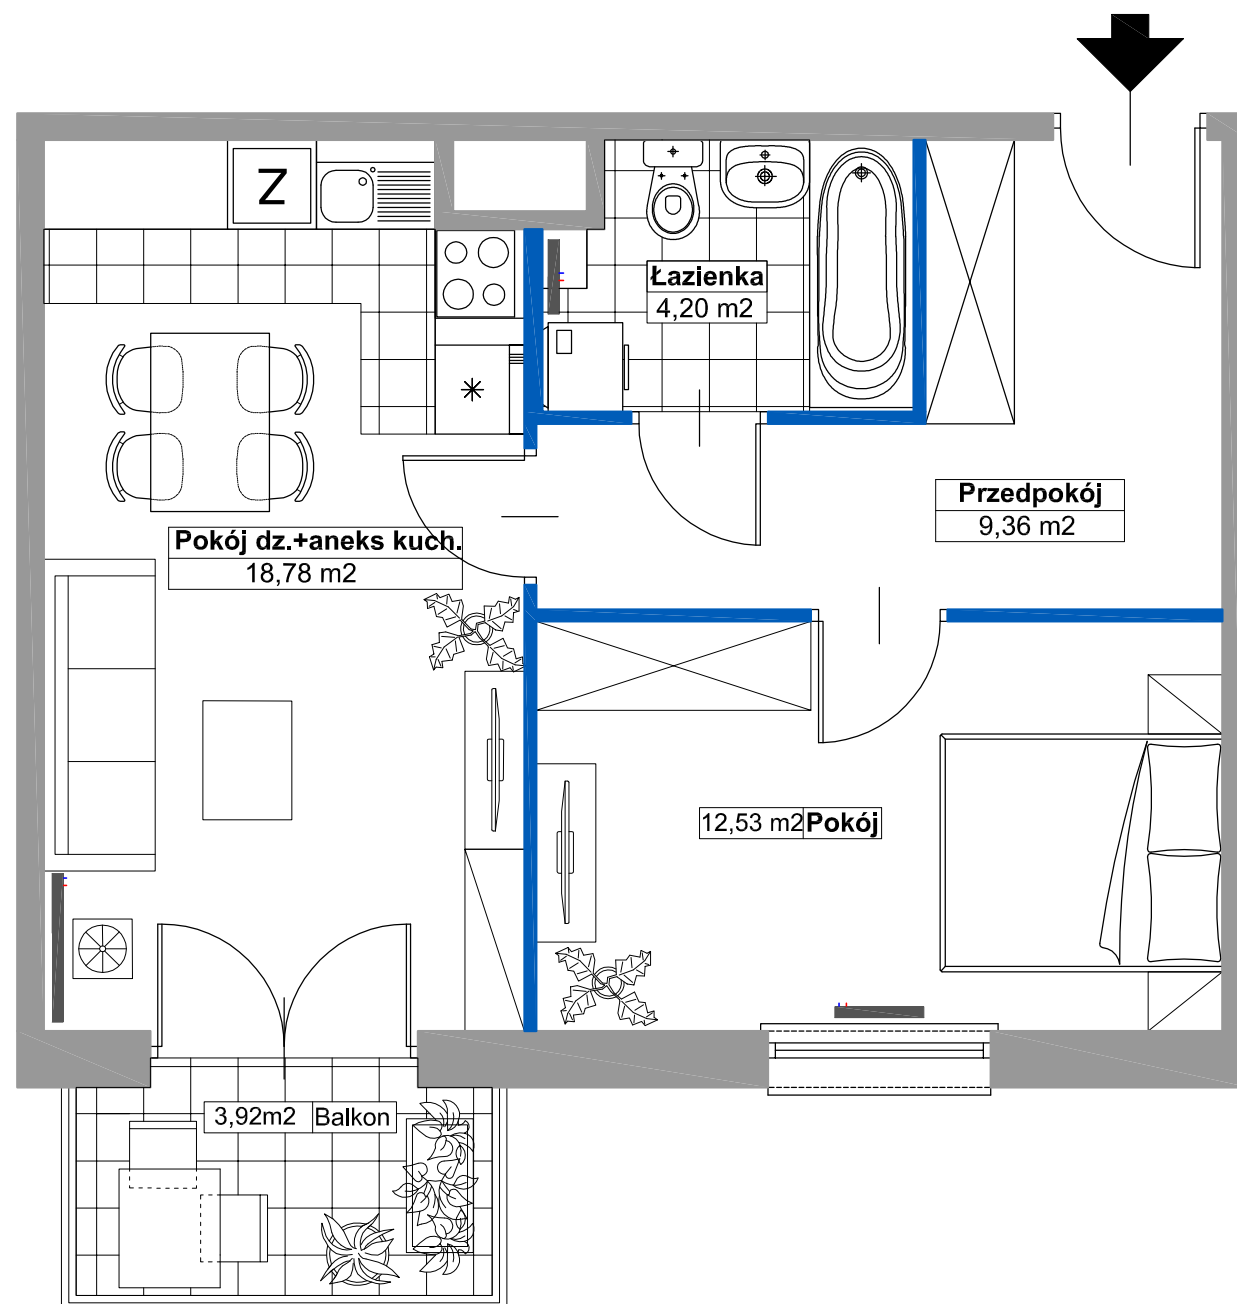 Z
Łazienka
4,20 m2
Przedpokój
9,36 m2
Pokój dz.+aneks kuch.
18,78 m2
12,53 m2 Pokój
3,92m2 Balkon